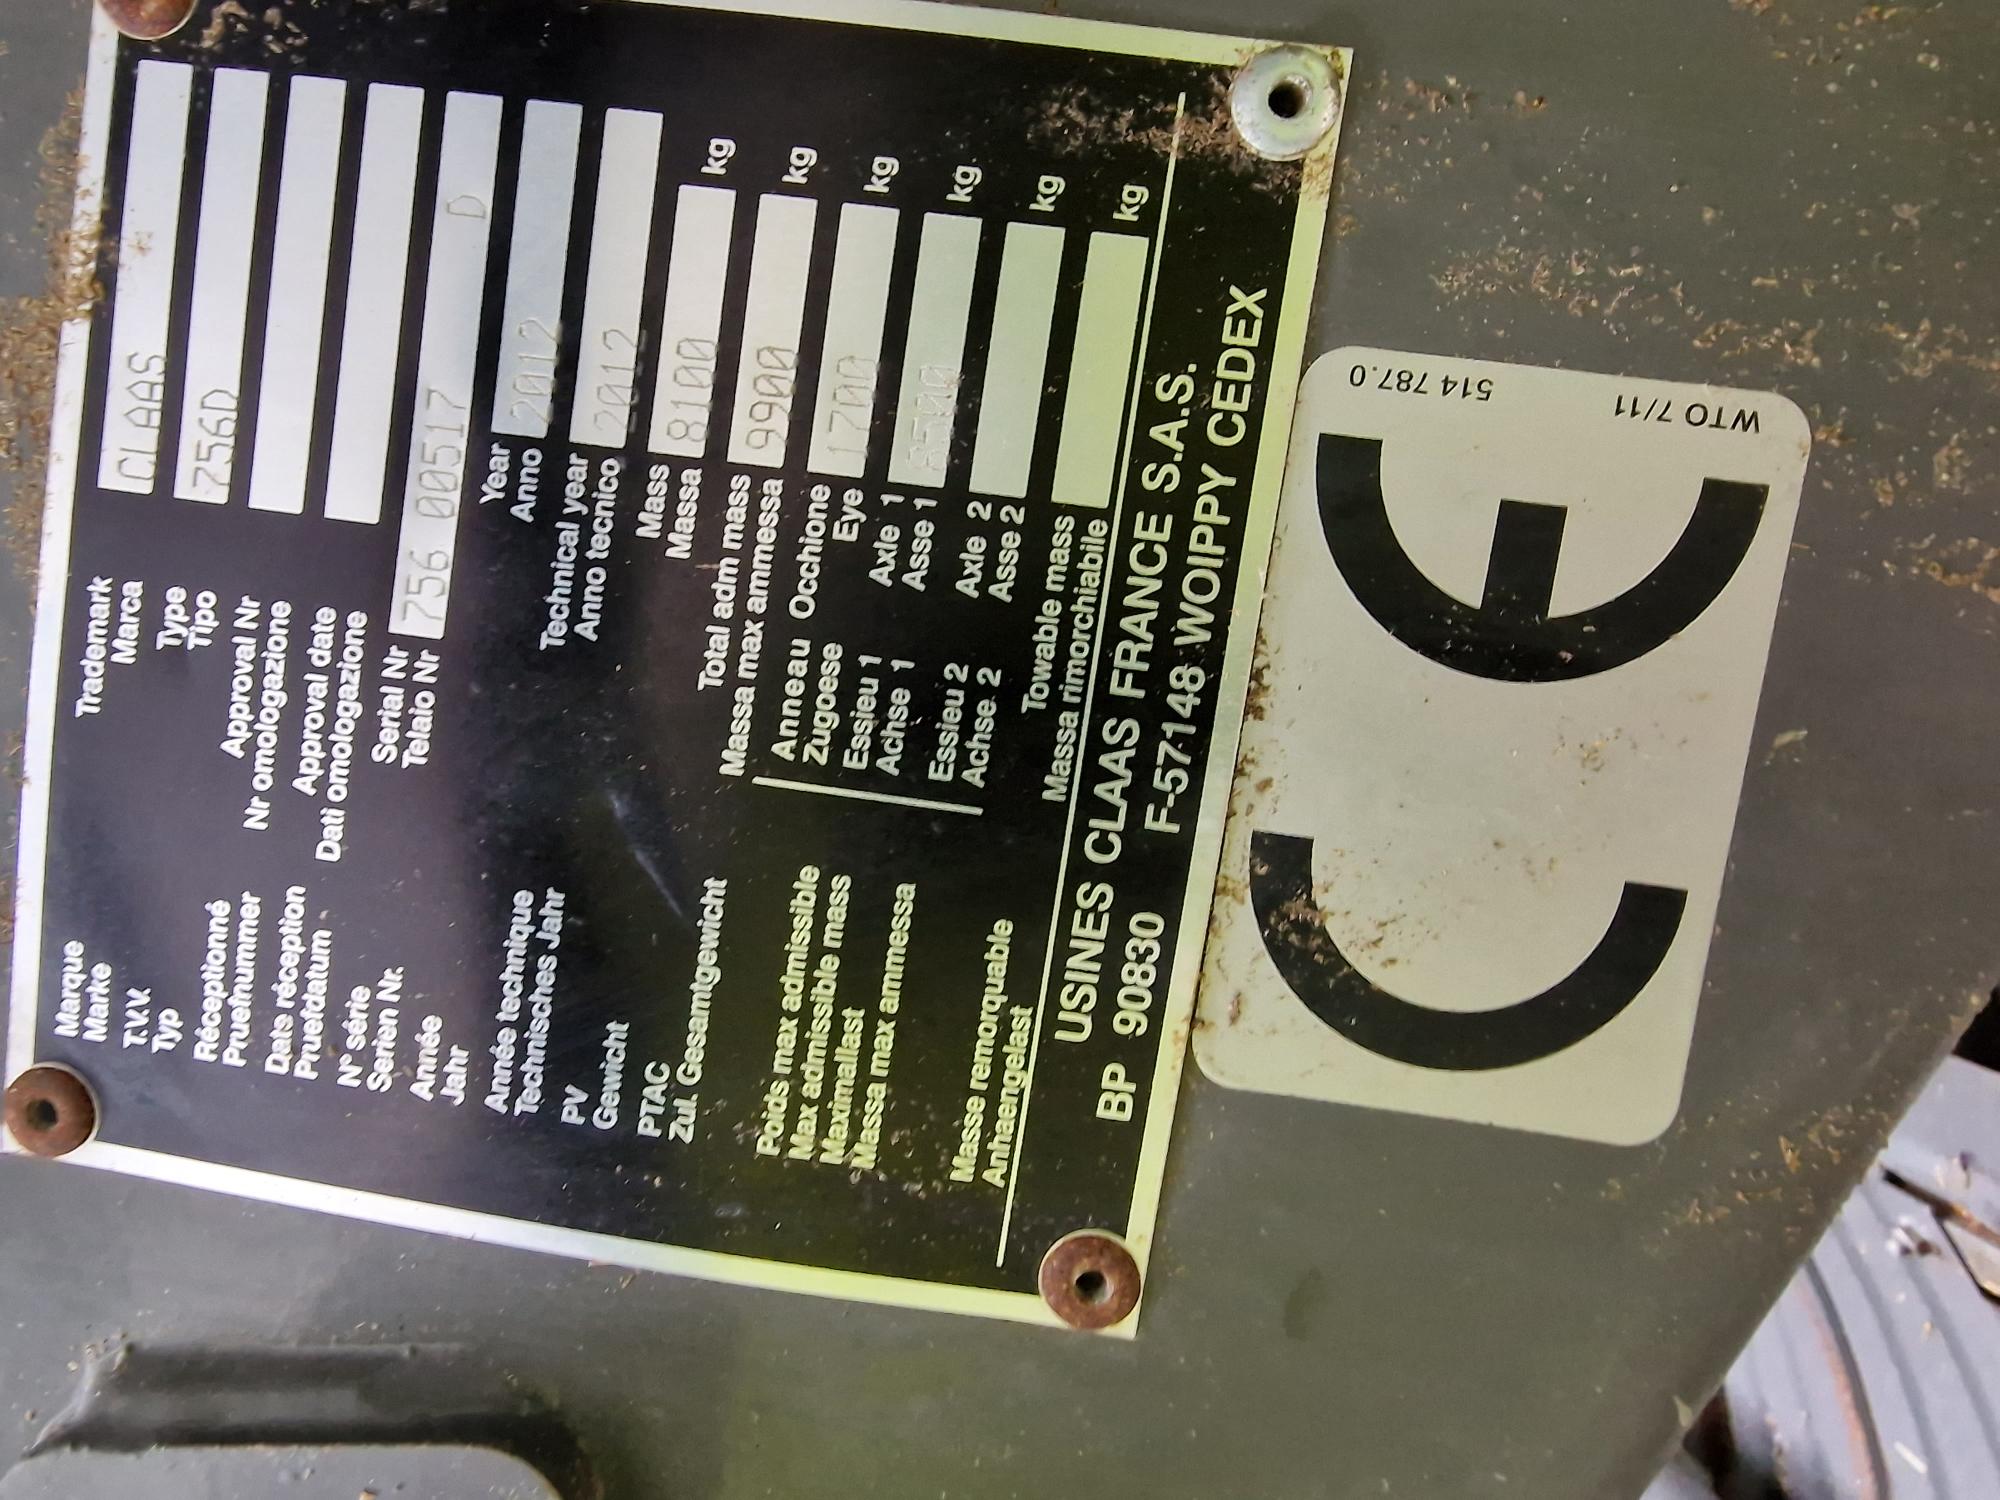 Marque Trademark CLAAS
Marke Marca
T.V.V. Type 756D
Typ Tipo
Réceptionné Approval Nr
Pruefnummer Nr omologazione
Date réception Approval date
Pruefdatum Dati omologazione
N° série Serial Nr 756 00517 D
Serien Nr. Telaio Nr
Année Year 2012
Jahr Anno
Année technique Technical year 2012
Technisches Jahr Anno tecnico
PV Mass 8100 kg
Gewicht Massa
PTAC Total adm mass 9900 kg
Zul. Gesamtgewicht Massa max ammessa
Poids max admissible Anneau Occhione 1700 kg
Max admissible mass Zugoese Eye
Maximallast Essieu 1 Axle 1 8500 kg
Massa max ammessa Achse 1 Asse 1
Essieu 2 Axle 2 kg
Achse. 2 Asse 2
Masse remorquable Towable mass kg
Anhaengelast Massa rimorchiabile
USINES CLAAS FRANCE S.A.S.
BP 90830 F-57148 WOIPPY CEDEX
CE
514 787.0
WTO 7/11